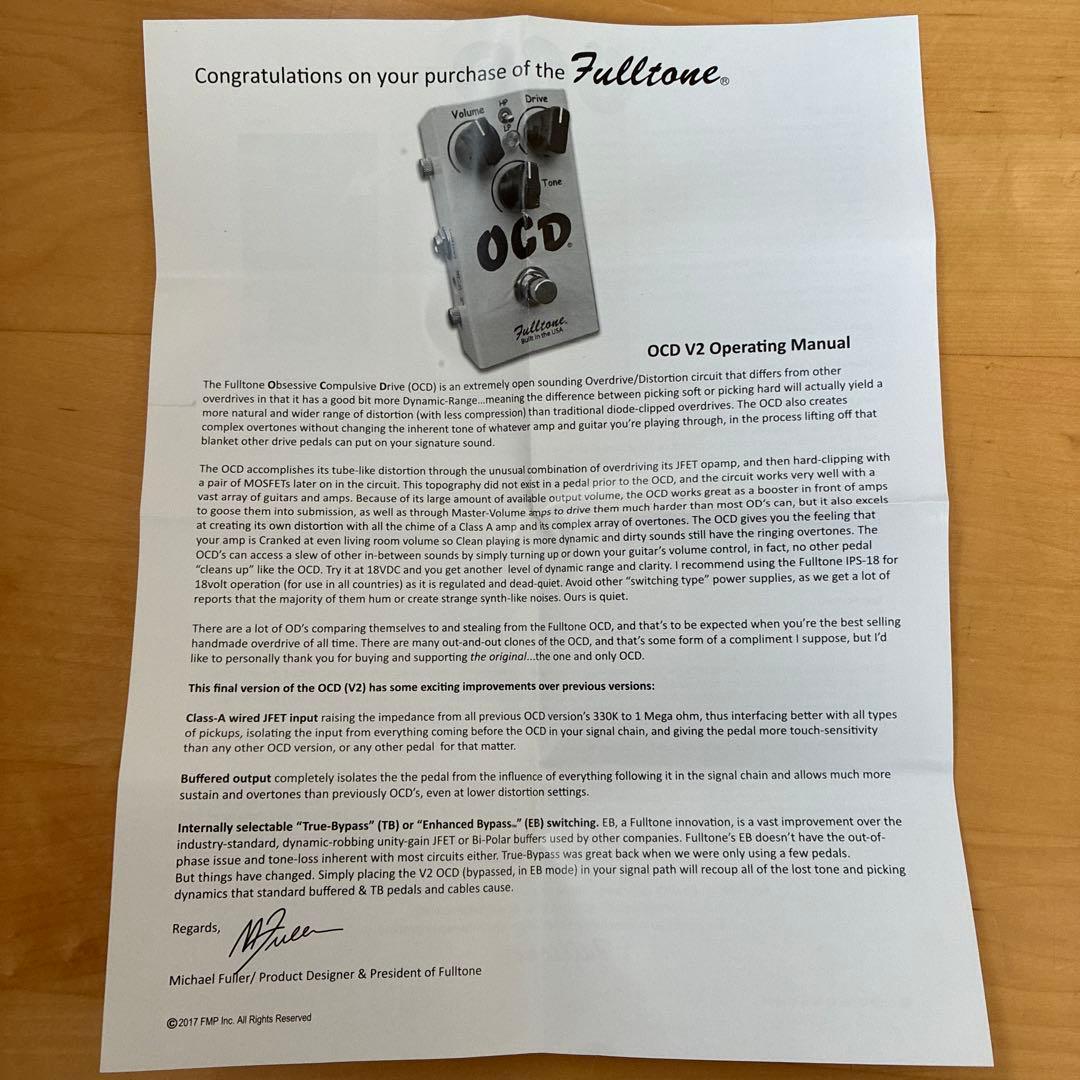 Congratulations on your purchase of the Fulltone®
Volume
HP
LP
Drive
Tone
OCD®
Fulltone
Built in the USA
OCD V2 Operating Manual
The Fulltone Obsessive Compulsive Drive (OCD) is an extremely open sounding Overdrive/Distortion circuit that differs from other
overdrives in that it has a good bit more Dynamic-Range...meaning the difference between picking soft or picking hard will actually yield a
more natural and wider range of distortion (with less compression) than traditional diode-clipped overdrives. The OCD also creates
complex overtones without changing the inherent tone of whatever amp and guitar you're playing through, in the process lifting off that
blanket other drive pedals can put on your signature sound.
The OCD accomplishes its tube-like distortion through the unusual combination of overdriving its JFET opamp, and then hard-clipping with
a pair of MOSFETs later on in the circuit. This topography did not exist in a pedal prior to the OCD, and the circuit works very well with a
vast array of guitars and amps. Because of its large amount of available output volume, the OCD works great as a booster in front of amps
to goose them into submission, as well as through Master-Volume amps to drive them much harder than most OD's can, but it also excels
at creating its own distortion with all the chime of a Class A amp and its complex array of overtones. The OCD gives you the feeling that
your amp is Cranked at even living room volume so Clean playing is more dynamic and dirty sounds still have the ringing overtones. The
OCD's can access a slew of other in-between sounds by simply turning up or down your guitar's volume control, in fact, no other pedal
"cleans up" like the OCD. Try it at 18VDC and you get another level of dynamic range and clarity. I recommend using the Fulltone IPS-18 for
18volt operation (for use in all countries) as it is regulated and dead-quiet. Avoid other "switching type" power supplies, as we get a lot of
reports that the majority of them hum or create strange synth-like noises. Ours is quiet.
There are a lot of OD's comparing themselves to and stealing from the Fulltone OCD, and that's to be expected when you're the best selling
handmade overdrive of all time. There are many out-and-out clones of the OCD, and that's some form of a compliment I suppose, but I'd
like to personally thank you for buying and supporting the original...the one and only OCD.
This final version of the OCD (V2) has some exciting improvements over previous versions:
Class-A wired JFET input raising the impedance from all previous OCD version's 330K to 1 Mega ohm, thus interfacing better with all types
of pickups, isolating the input from everything coming before the OCD in your signal chain, and giving the pedal more touch-sensitivity
than any other OCD version, or any other pedal for that matter.
Buffered output completely isolates the the pedal from the influence of everything following it in the signal chain and allows much more
sustain and overtones than previously OCD's, even at lower distortion settings.
Internally selectable "True-Bypass" (TB) or "Enhanced Bypass™" (EB) switching. EB, a Fulltone innovation, is a vast improvement over the
industry-standard, dynamic-robbing unity-gain JFET or Bi-Polar buffers used by other companies. Fulltone's EB doesn't have the out-of-
phase issue and tone-loss inherent with most circuits either. True-Bypass was great back when we were only using a few pedals.
But things have changed. Simply placing the V2 OCD (bypassed, in EB mode) in your signal path will recoup all of the lost tone and picking
dynamics that standard buffered & TB pedals and cables cause.
Regards,
MFuller
Michael Fuller/ Product Designer & President of Fulltone
©2017 FMP Inc. All Rights Reserved